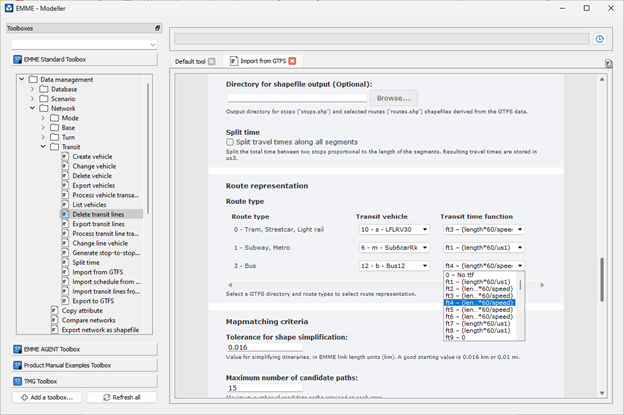 EMME - Modeller
Toolboxes
EMME Standard Toolbox
Data management
Database
Scenario
Network
Mode
Base
Turn
Transit
Create vehicle
Change vehicle
Delete vehicle
Export vehicles
Process vehicle transa...
List vehicles
Delete transit lines
Export transit lines
Process transit line tra...
Change line vehicle
Generate stop-to-stop...
Split time
Import from GTFS
Import schedule from ...
Import transit lines fro...
Export to GTFS
Copy attribute
Compare networks
Export network as shapefile
EMME AGENT Toolbox
Product Manual Examples Toolbox
TMG Toolbox
Add a toolbox...
Refresh all
Default tool
Import from GTFS
Directory for shapefile output (Optional):
Browse...
Output directory for stops ('stops.shp') and selected routes ('routes.shp') shapefiles derived from the GTFS data.
Split time
Split travel times along all segments
Split the total time between two stops proportional to the length of the segments. Resulting travel times are stored in
us3.
Route representation
Route type
Route type Transit vehicle Transit time function
0 - Tram, Streetcar, Light rail 10 - s - LFLRV30 ft3 - (length*60/speed
1 - Subway, Metro 6 - m - Sub6carRk ft1 - (length*60/us1)
3 - Bus 12 - b - Bus12 ft4 - (length*60/speed
0 - No ttf
ft1 - (length*60/us1)
ft2 - (len...*60/speed)
ft3 - (len...*60/speed)
ft4 - (len...*60/speed)
ft5 - (len...*60/speed)
ft6 - (len...*60/speed)
ft7 - (length*60/us1)
ft8 - (length*60/us1)
ft9 - 0
Select a GTFS directory and route types to select route representation.
Mapmatching criteria
Tolerance for shape simplification:
0.016
Value for simplifying itineraries, in EMME link length units (km). A good starting value is 0.016 km or 0.01 mi.
Maximum number of candidate paths:
15